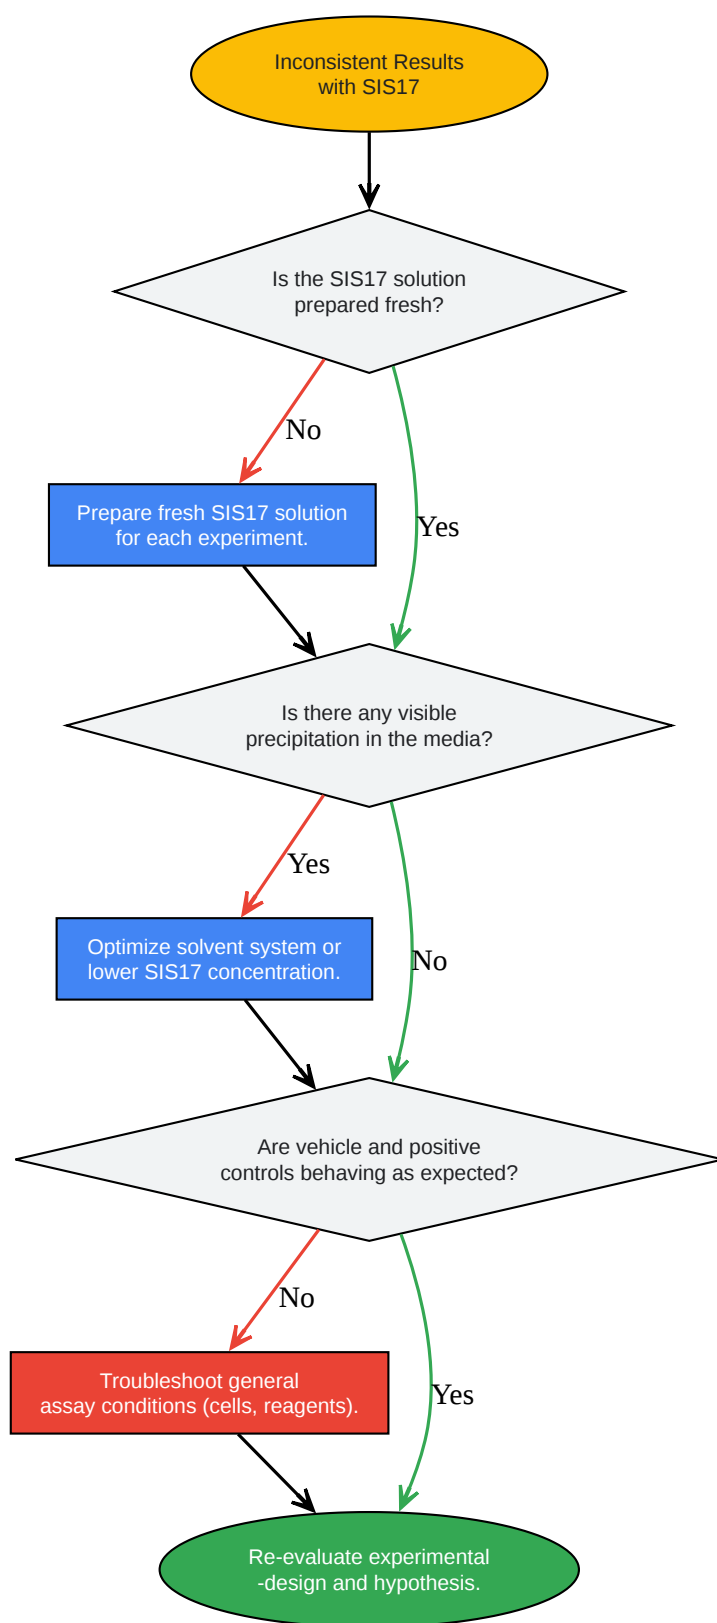 Inconsistent Results
with SIS17
Is the SIS17 solution
prepared fresh?
No
Prepare fresh SIS17 solution
for each experiment.
Yes
Is there any visible
precipitation in the media?
Yes
Optimize solvent system or
lower SIS17 concentration.
No
Are vehicle and positive
controls behaving as expected?
No
Troubleshoot general
assay conditions (cells, reagents).
Yes
Re-evaluate experimental
-design and hypothesis.